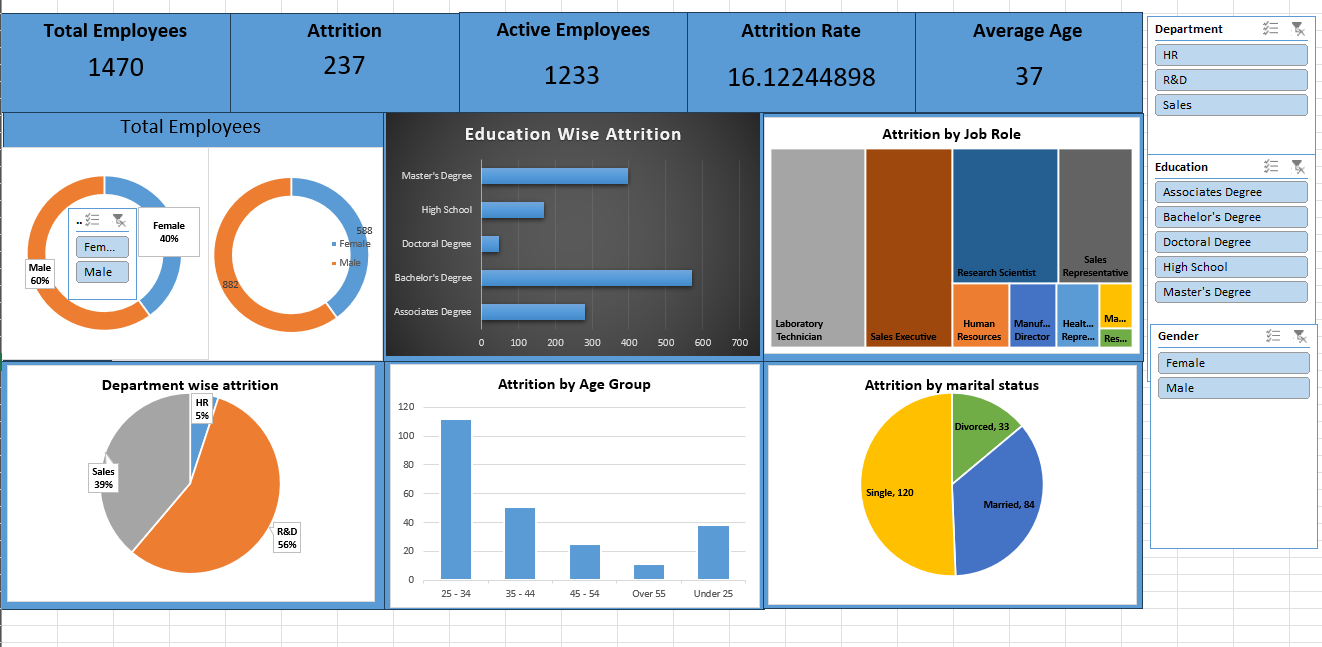 Total Employees
1470
Attrition
237
Active Employees
1233
Attrition Rate
16.12244898
Average Age
37
Total Employees
..
Fem...
Male
Female
40%
Male
60%
588
Female
Male
882
Education Wise Attrition
Master's Degree
High School
Doctoral Degree
Bachelor's Degree
Associates Degree
0 100 200 300 400 500 600 700
Attrition by Job Role
Laboratory
Technician
Sales Executive
Research Scientist
Sales
Representative
Human
Resources
Manuf...
Director
Healt...
Repre...
Ma...
Res...
Department wise attrition
HR
5%
Sales
39%
R&D
56%
Attrition by Age Group
120
100
80
60
40
20
0
25 - 34 35 - 44 45 - 54 Over 55 Under 25
Attrition by marital status
Divorced, 33
Single, 120
Married, 84
Department
HR
R&D
Sales
Education
Associates Degree
Bachelor's Degree
Doctoral Degree
High School
Master's Degree
Gender
Female
Male